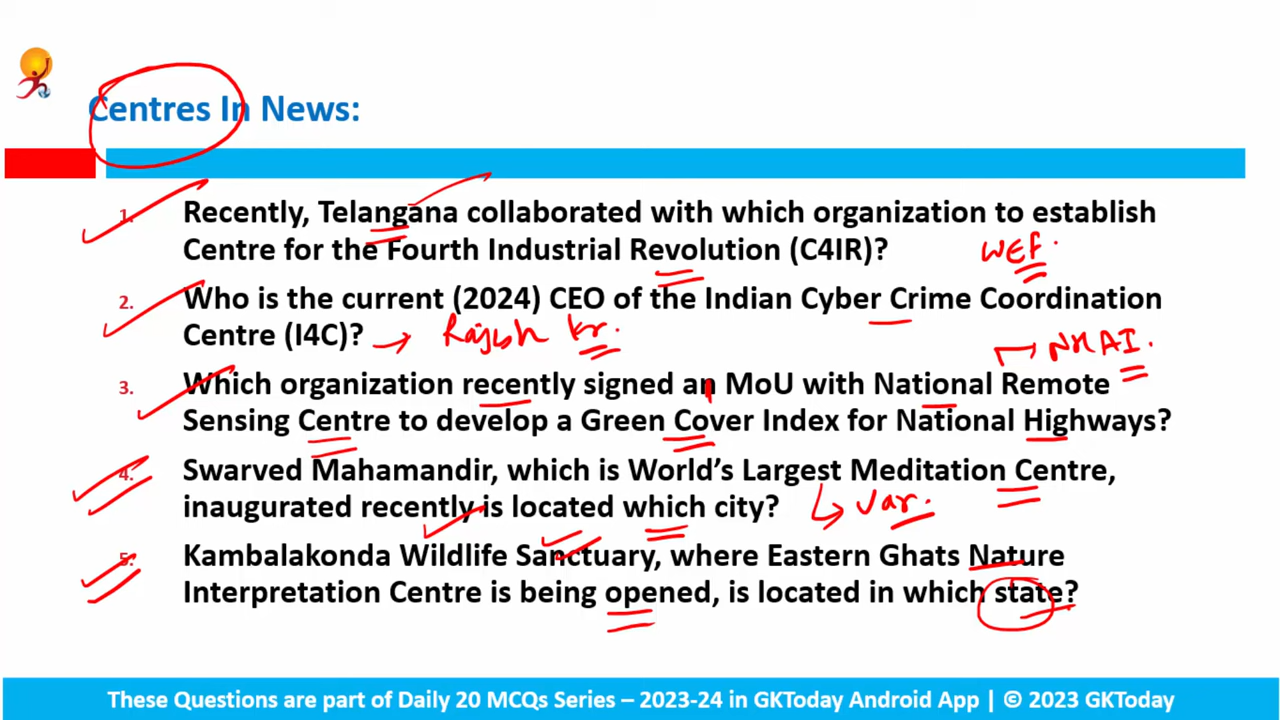 Centres In News:
1. Recently, Telangana collaborated with which organization to establish
Centre for the Fourth Industrial Revolution (C4IR)?
WEF.
2. Who is the current (2024) CEO of the Indian Cyber Crime Coordination
Centre (I4C)? → Rajesh Kr.
NHAI.
3. Which organization recently signed an MoU with National Remote
Sensing Centre to develop a Green Cover Index for National Highways?
4. Swarved Mahamandir, which is World's Largest Meditation Centre,
inaugurated recently is located which city? Var.
5. Kambalakonda Wildlife Sanctuary, where Eastern Ghats Nature
Interpretation Centre is being opened, is located in which state?
These Questions are part of Daily 20 MCQs Series – 2023-24 in GKToday Android App | © 2023 GKToday